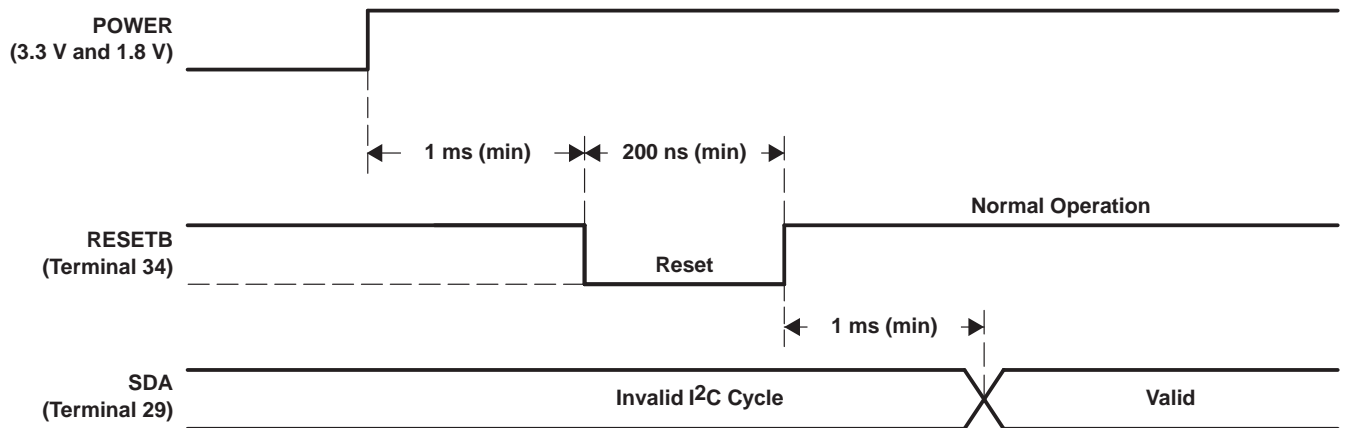 POWER
(3.3 V and 1.8 V)
1 ms (min)
200 ns (min)
Normal Operation
RESETB
(Terminal 34)
Reset
1 ms (min)
SDA
(Terminal 29)
Invalid I2C Cycle
Valid